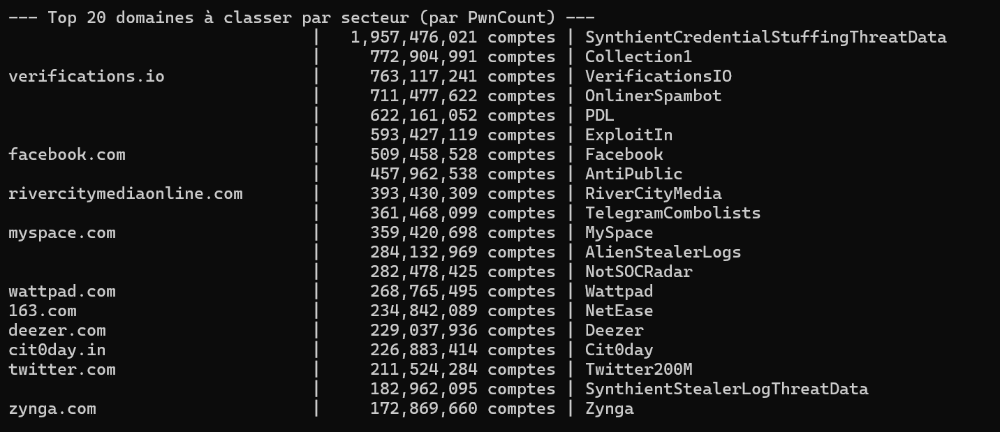 --- Top 20 domaines à classer par secteur (par PwnCount) ---
| 1,957,476,021 comptes | SynthientCredentialStuffingThreatData
| 772,904,991 comptes | Collection1
verifications.io | 763,117,241 comptes | VerificationsIO
| 711,477,622 comptes | OnlinerSpambot
| 622,161,052 comptes | PDL
| 593,427,119 comptes | ExploitIn
facebook.com | 509,458,528 comptes | Facebook
| 457,962,538 comptes | AntiPublic
rivercitymediaonline.com | 393,430,309 comptes | RiverCityMedia
| 361,468,099 comptes | TelegramCombolists
myspace.com | 359,420,698 comptes | MySpace
| 284,132,969 comptes | AlienStealerLogs
| 282,478,425 comptes | NotSOCRadar
wattpad.com | 268,765,495 comptes | Wattpad
163.com | 234,842,089 comptes | NetEase
deezer.com | 229,037,936 comptes | Deezer
cit0day.in | 226,883,414 comptes | Cit0day
twitter.com | 211,524,284 comptes | Twitter200M
| 182,962,095 comptes | SynthientStealerLogThreatData
zynga.com | 172,869,660 comptes | Zynga